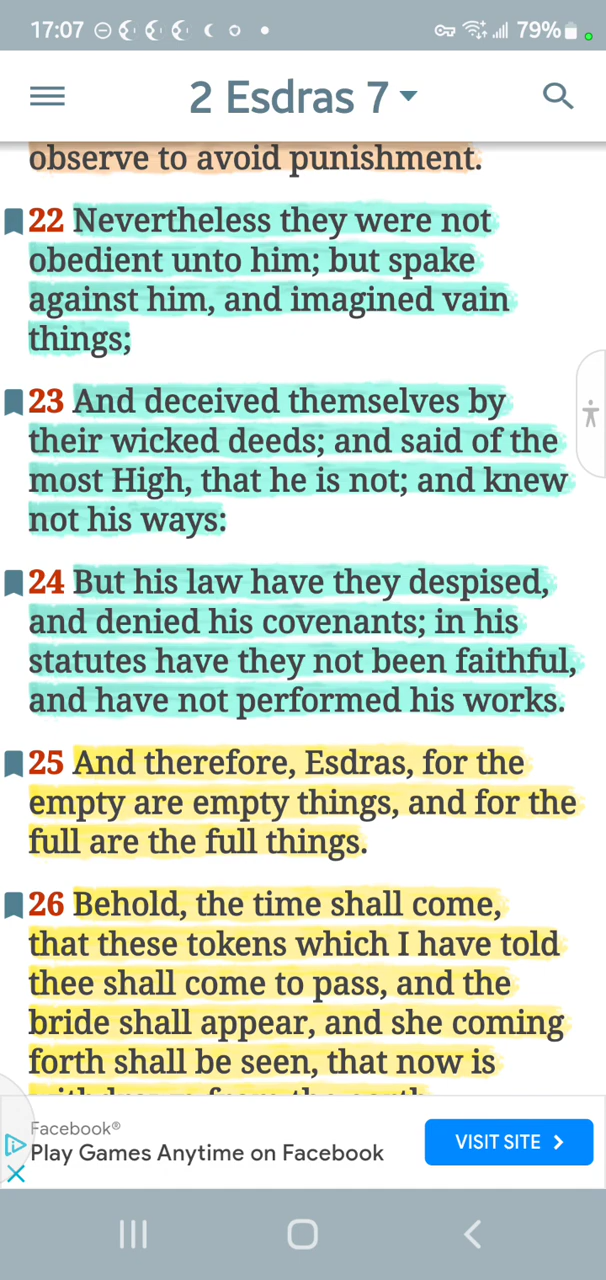 17:07
79%
2 Esdras 7
observe to avoid punishment.
22 Nevertheless they were not
obedient unto him; but spake
against him, and imagined vain
things;
23 And deceived themselves by
their wicked deeds; and said of the
most High, that he is not; and knew
not his ways:
24 But his law have they despised,
and denied his covenants; in his
statutes have they not been faithful,
and have not performed his works.
25 And therefore, Esdras, for the
empty are empty things, and for the
full are the full things.
26 Behold, the time shall come,
that these tokens which I have told
thee shall come to pass, and the
bride shall appear, and she coming
forth shall be seen, that now is
Facebook®
Play Games Anytime on Facebook
VISIT SITE